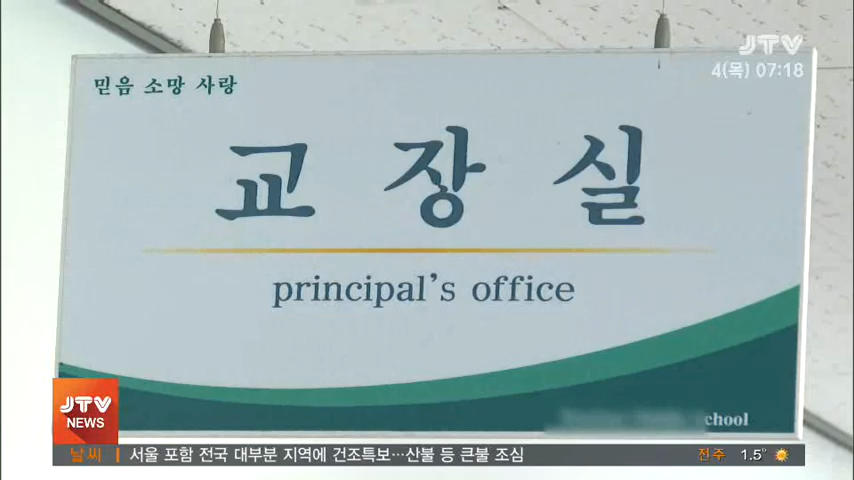 JTV
4(목) 07:18
믿음 소망 사랑
교장실
principal's office
chool
JTV
NEWS
날씨 서울 포함 전국 대부분 지역에 건조특보…산불 등 큰불 조심 전주 1.5°